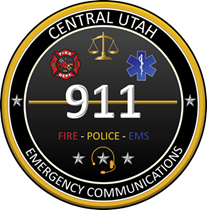 CENTRAL UTAH
FIRE DEPT.
911
FIRE - POLICE - EMS
EMERGENCY COMMUNICATIONS